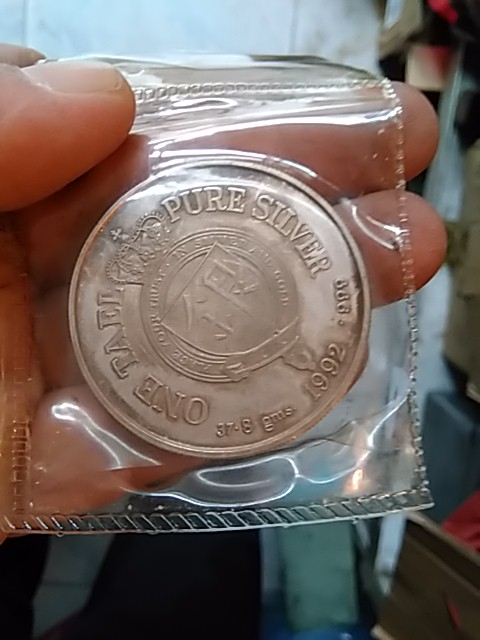 ONE TAEL
PURE SILVER
999.
1992
37.8 gms.